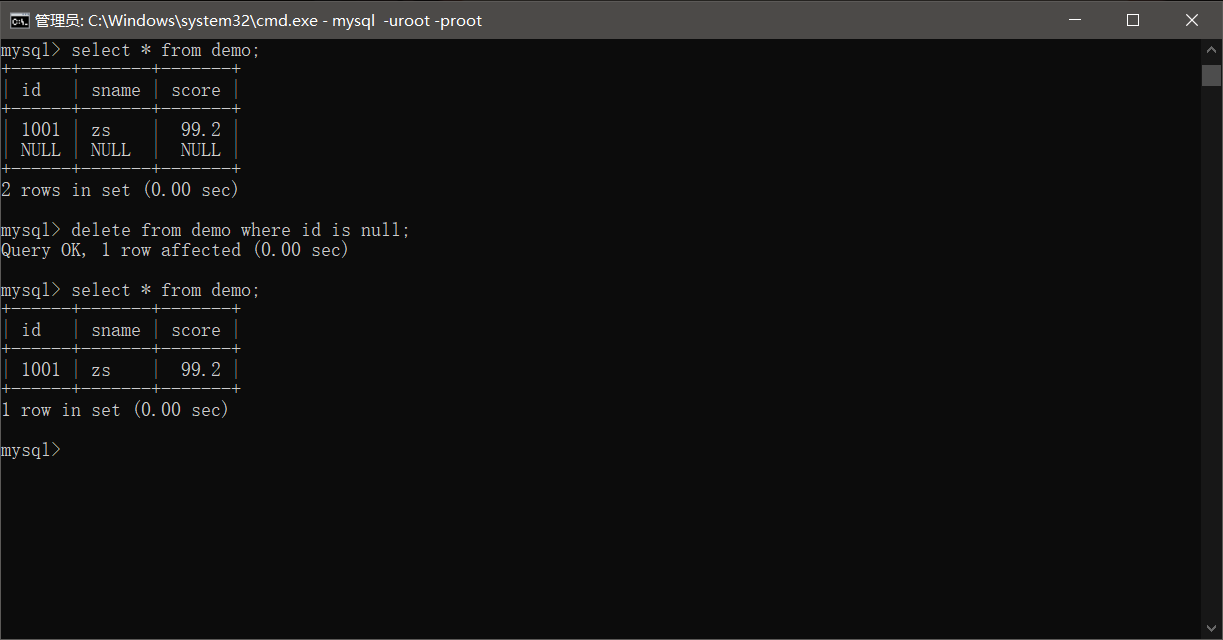 管理员: C:\Windows\system32\cmd.exe - mysql  -uroot -proot
mysql> select * from demo;
+------+-------+-------+
| id   | sname | score |
+------+-------+-------+
| 1001 | zs    |  99.2 |
| NULL | NULL  |  NULL |
+------+-------+-------+
2 rows in set (0.00 sec)
mysql> delete from demo where id is null;
Query OK, 1 row affected (0.00 sec)
mysql> select * from demo;
+------+-------+-------+
| id   | sname | score |
+------+-------+-------+
| 1001 | zs    |  99.2 |
+------+-------+-------+
1 row in set (0.00 sec)
mysql>